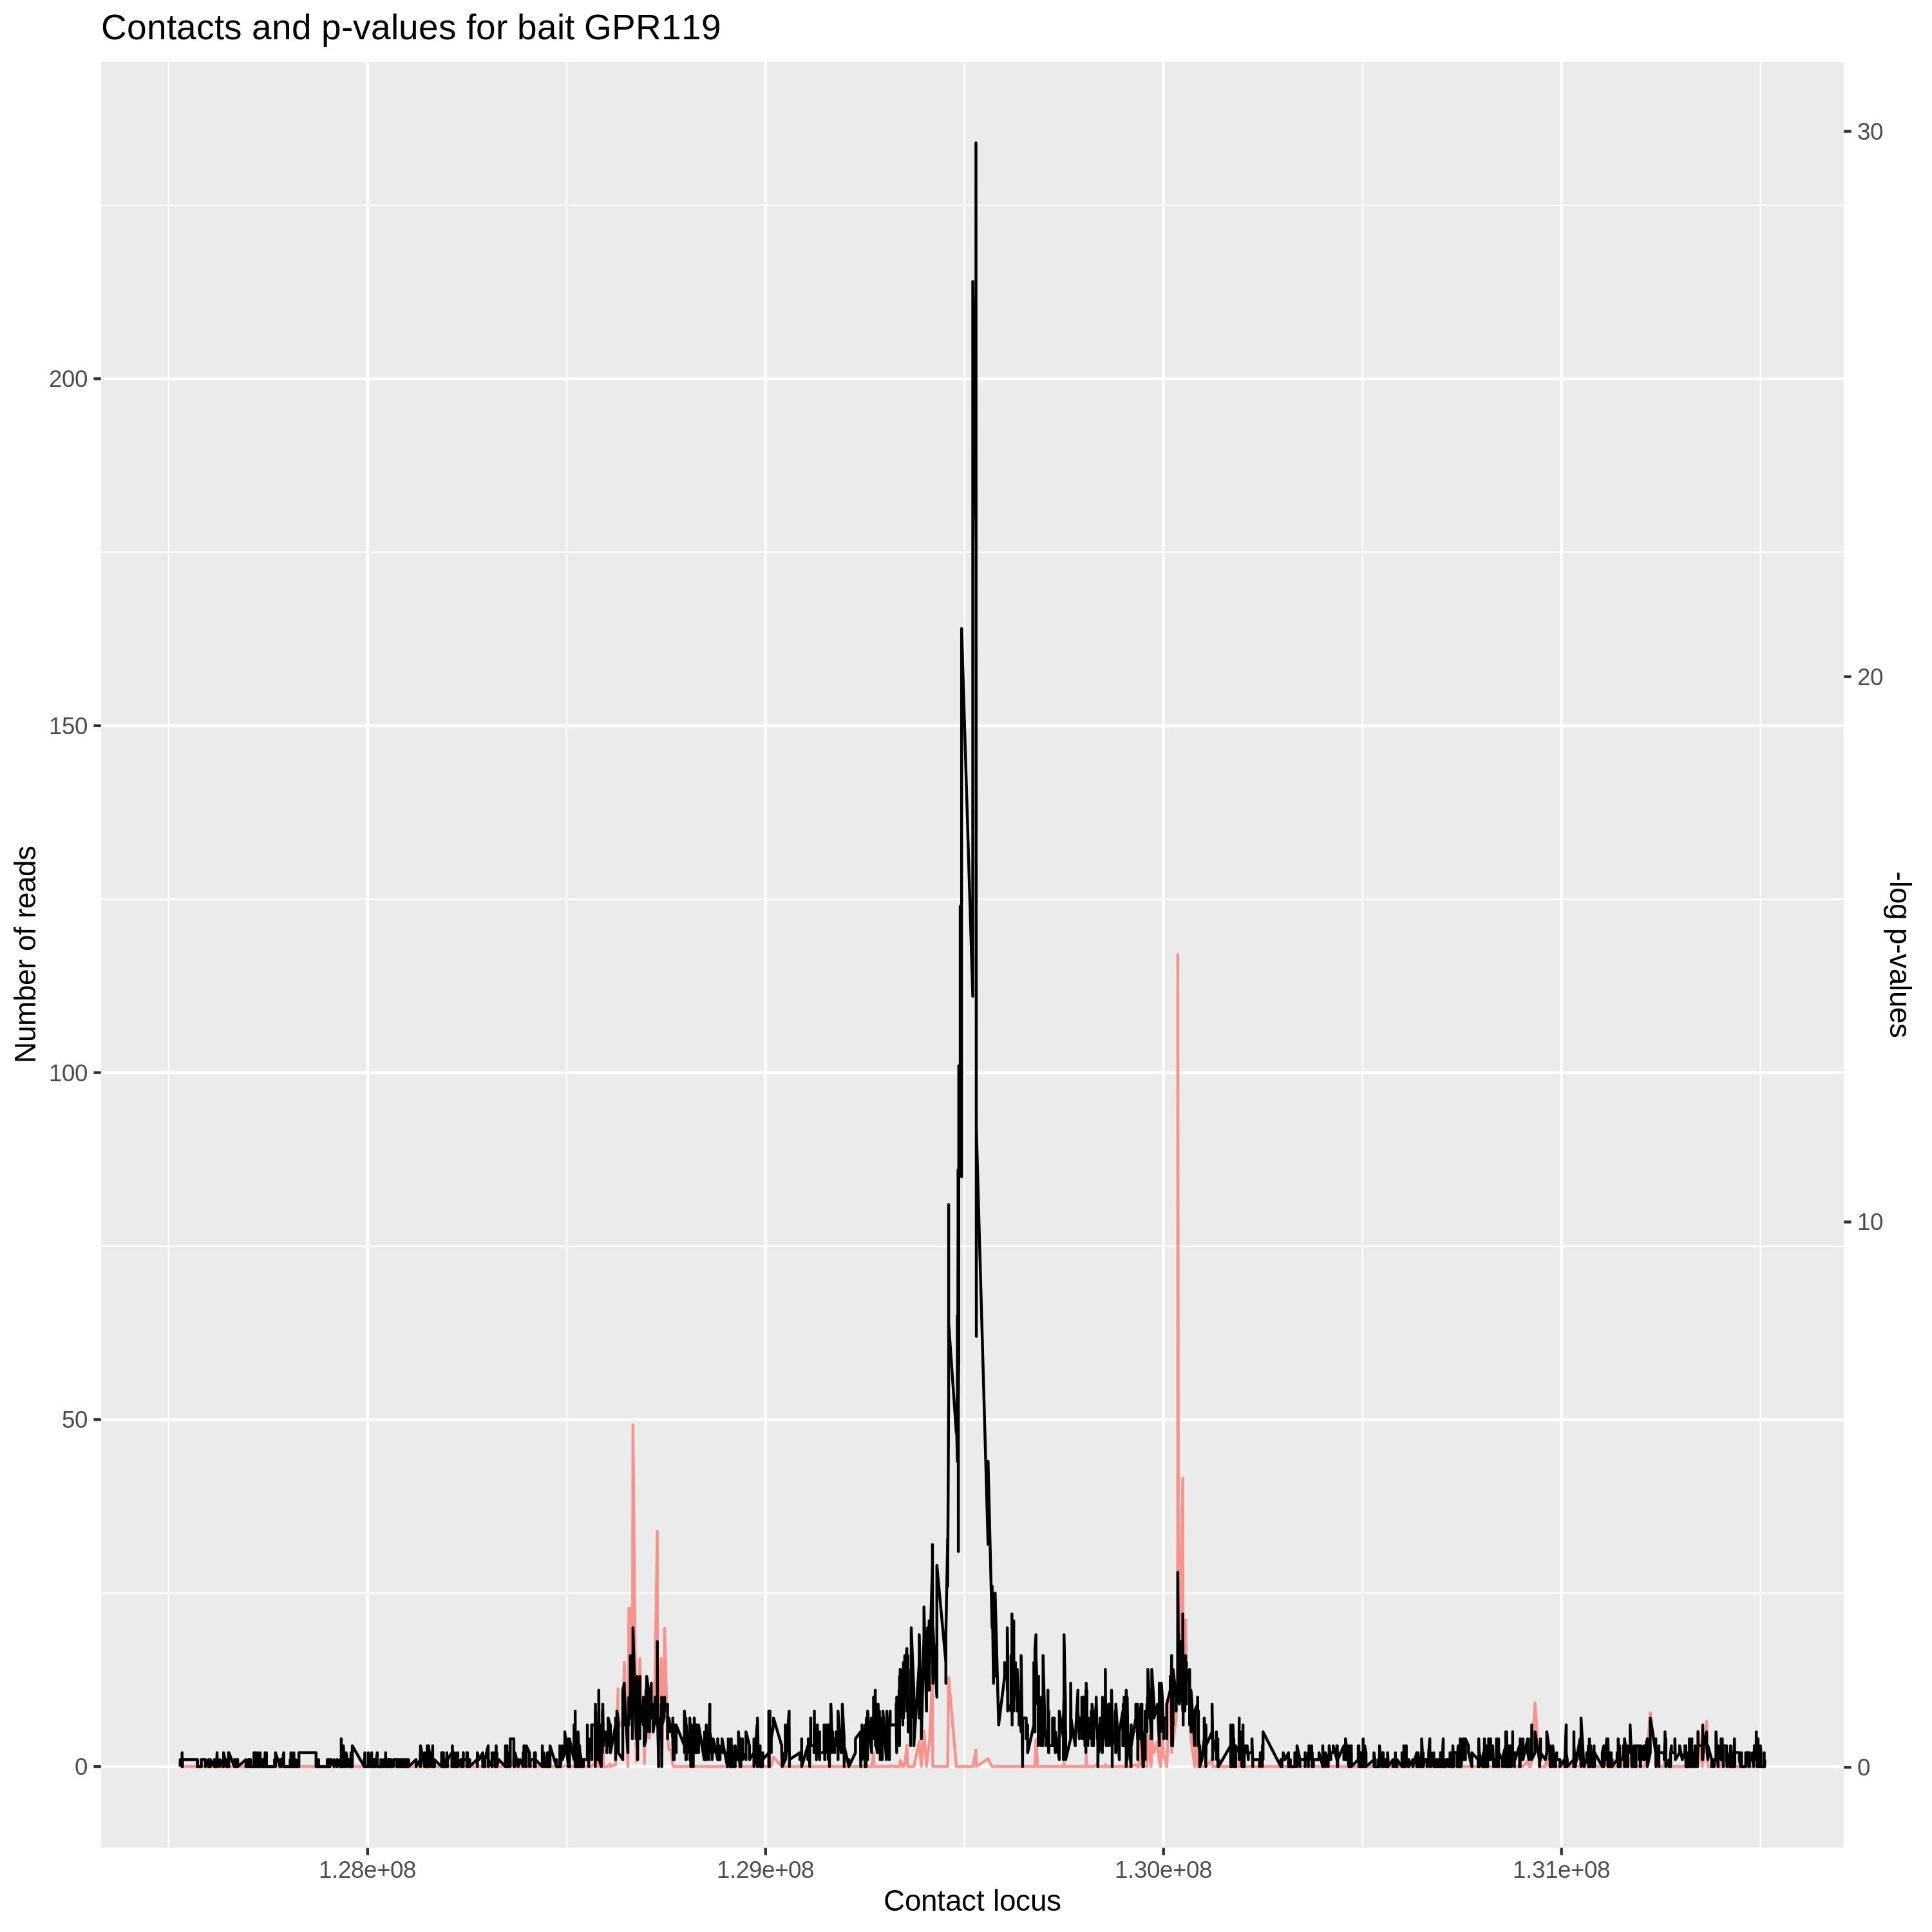 Contacts and p-values for bait GPR119
30
200
20
150
Number of reads
-log p-values
100
10
50
0
0
1.28e+08
1.29e+08
1.30e+08
1.31e+08
Contact locus